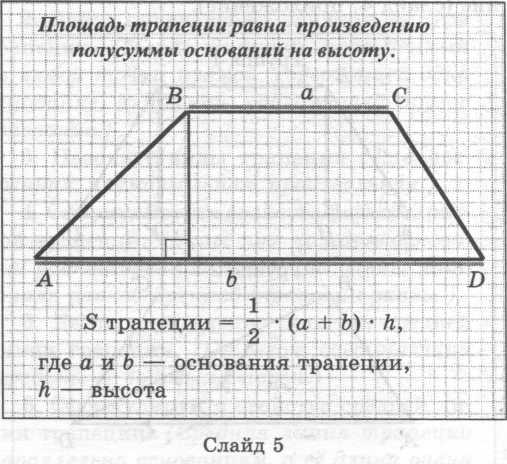 Площадь трапеции равна произведению
полусуммы оснований на высоту.
B a C
A b D
S трапеции = 1/2 · (a + b) · h,
где a и b — основания трапеции,
h — высота
Слайд 5